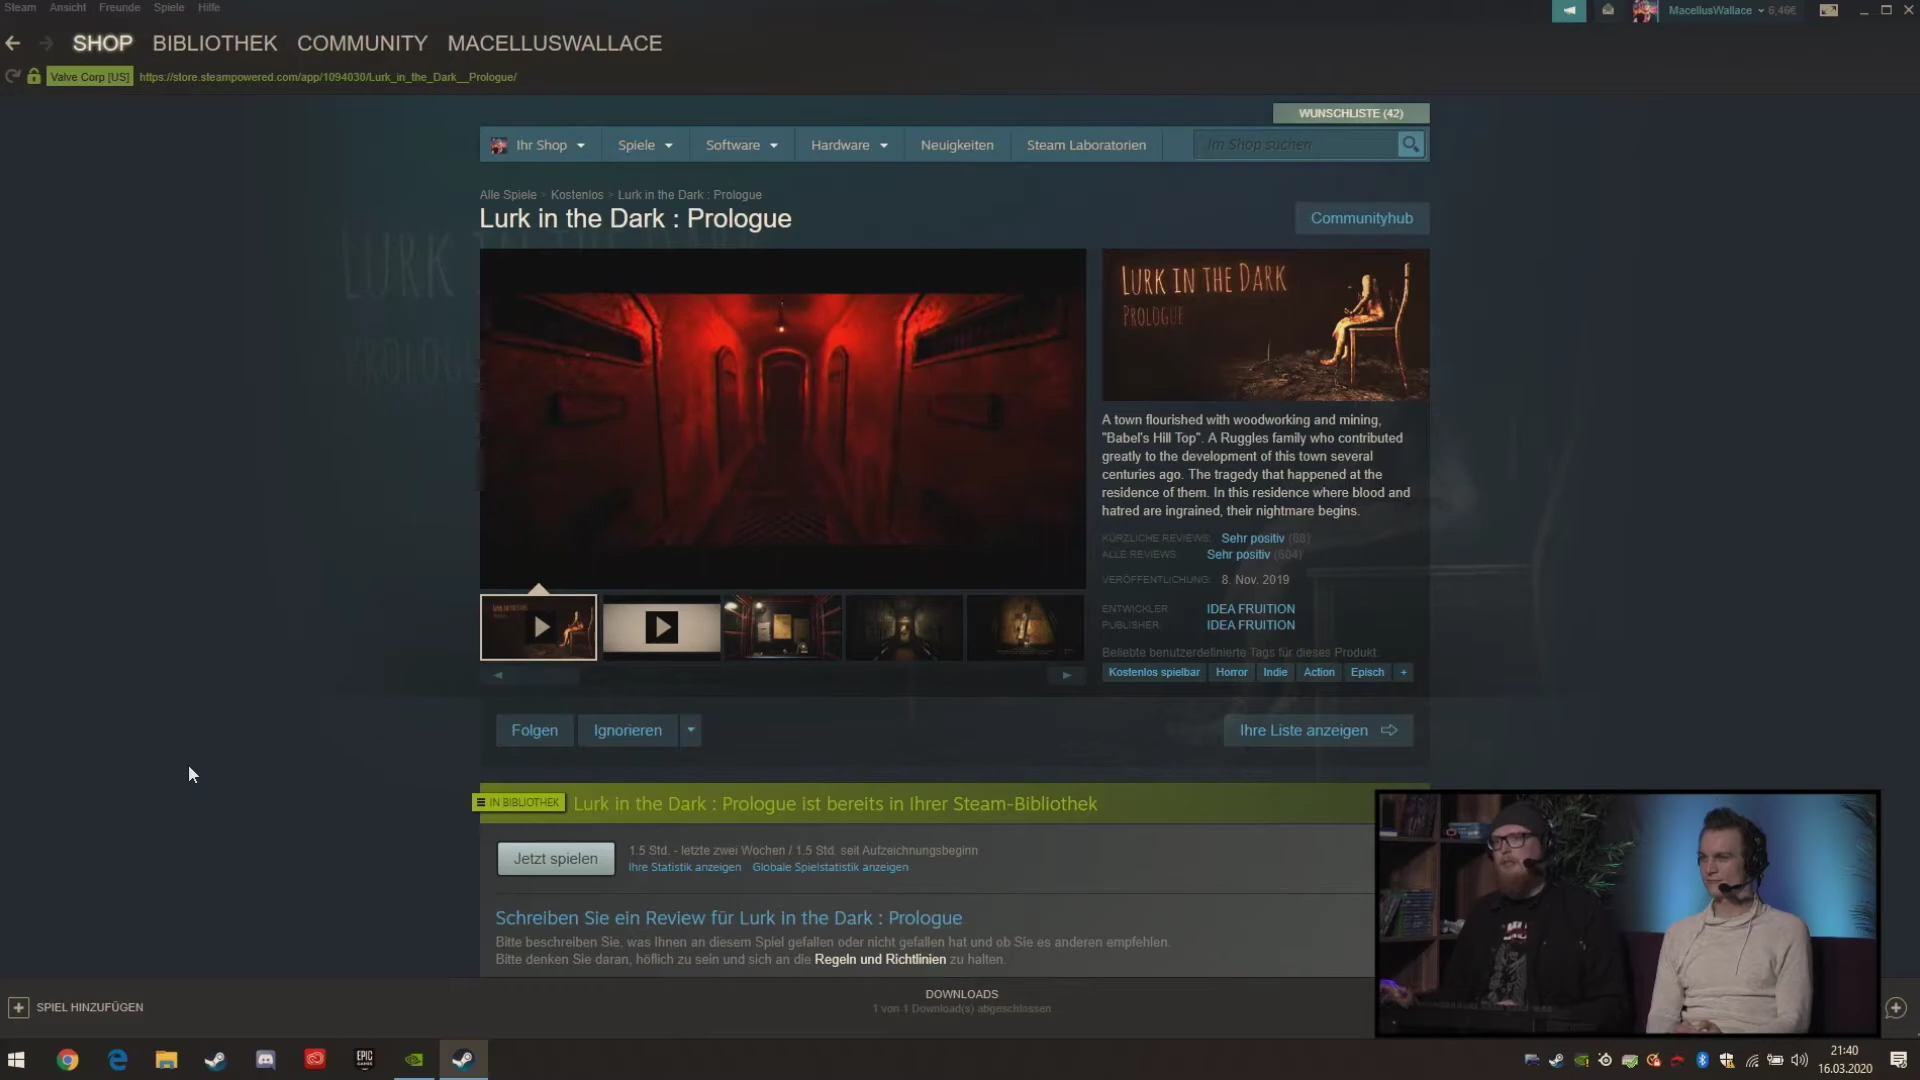 Steam Ansicht Freunde Spiele Hilfe
MacellusWallace 6,46€
SHOP BIBLIOTHEK COMMUNITY MACELLUSWALLACE
Valve Corp [US] https://store.steampowered.com/app/1094030/Lurk_in_the_Dark__Prologue/
WUNSCHLISTE (42)
Ihr Shop Spiele Software Hardware Neuigkeiten Steam Laboratorien Im Shop suchen
Alle Spiele > Kostenlos > Lurk in the Dark : Prologue
Lurk in the Dark : Prologue
Communityhub
LURK IN THE DARK
PROLOGUE
A town flourished with woodworking and mining,
"Babel's Hill Top". A Ruggles family who contributed
greatly to the development of this town several
centuries ago. The tragedy that happened at the
residence of them. In this residence where blood and
hatred are ingrained, their nightmare begins.
KÜRZLICHE REVIEWS: Sehr positiv (68)
ALLE REVIEWS: Sehr positiv (604)
VERÖFFENTLICHUNG: 8. Nov. 2019
ENTWICKLER: IDEA FRUITION
PUBLISHER: IDEA FRUITION
Beliebte benutzerdefinierte Tags für dieses Produkt:
Kostenlos spielbar Horror Indie Action Episch +
Folgen Ignorieren Ihre Liste anzeigen
IN BIBLIOTHEK Lurk in the Dark : Prologue ist bereits in Ihrer Steam-Bibliothek
Jetzt spielen
1.5 Std. - letzte zwei Wochen / 1.5 Std. seit Aufzeichnungsbeginn
Ihre Statistik anzeigen Globale Spielstatistik anzeigen
Schreiben Sie ein Review für Lurk in the Dark : Prologue
Bitte beschreiben Sie, was Ihnen an diesem Spiel gefallen oder nicht gefallen hat und ob Sie es anderen empfehlen.
Bitte denken Sie daran, höflich zu sein und sich an die Regeln und Richtlinien zu halten.
SPIEL HINZUFÜGEN
DOWNLOADS
1 von 1 Download(s) abgeschlossen
EPIC
GAMES
21:40
16.03.2020